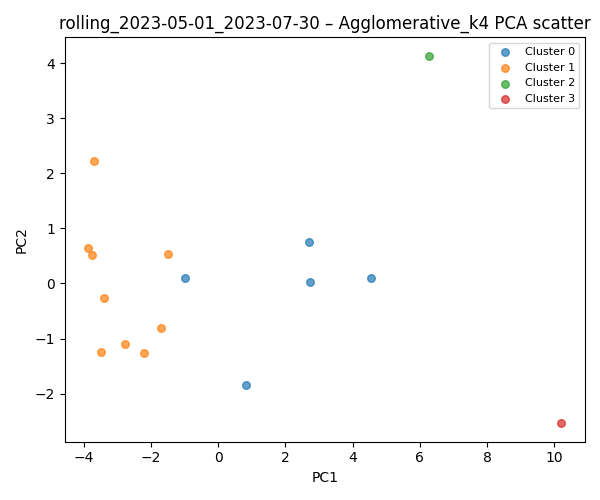 rolling_2023-05-01_2023-07-30 – Agglomerative_k4 PCA scatter
Cluster 0
Cluster 1
Cluster 2
Cluster 3
4
3
2
1
0
−1
−2
PC2
−4
−2
0
2
4
6
8
10
PC1